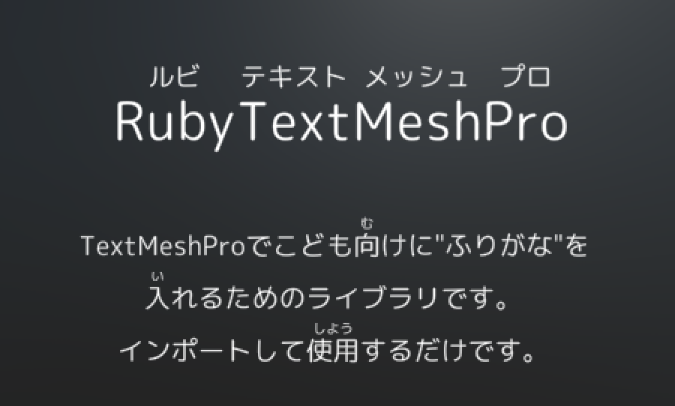 ルビ テキスト メッシュ プロ
RubyTextMeshPro
む
TextMeshProでこども向けに"ふりがな"を
い
入れるためのライブラリです。
しよう
インポートして使用するだけです。